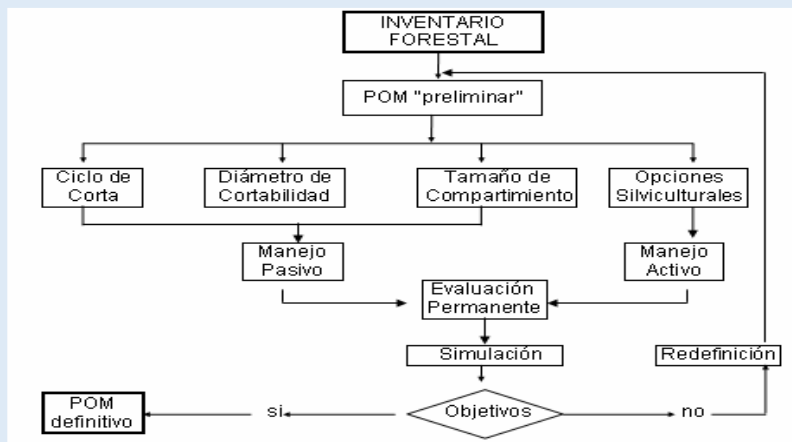 INVENTARIO
FORESTAL
POM "preliminar"
Ciclo de
Corta
Diámetro de
Cortabilidad
Tamaño de
Compartimiento
Opciones
Silviculturales
Manejo
Pasivo
Manejo
Activo
Evaluación
Permanente
Simulación
Redefinición
POM
definitivo
si
Objetivos
no